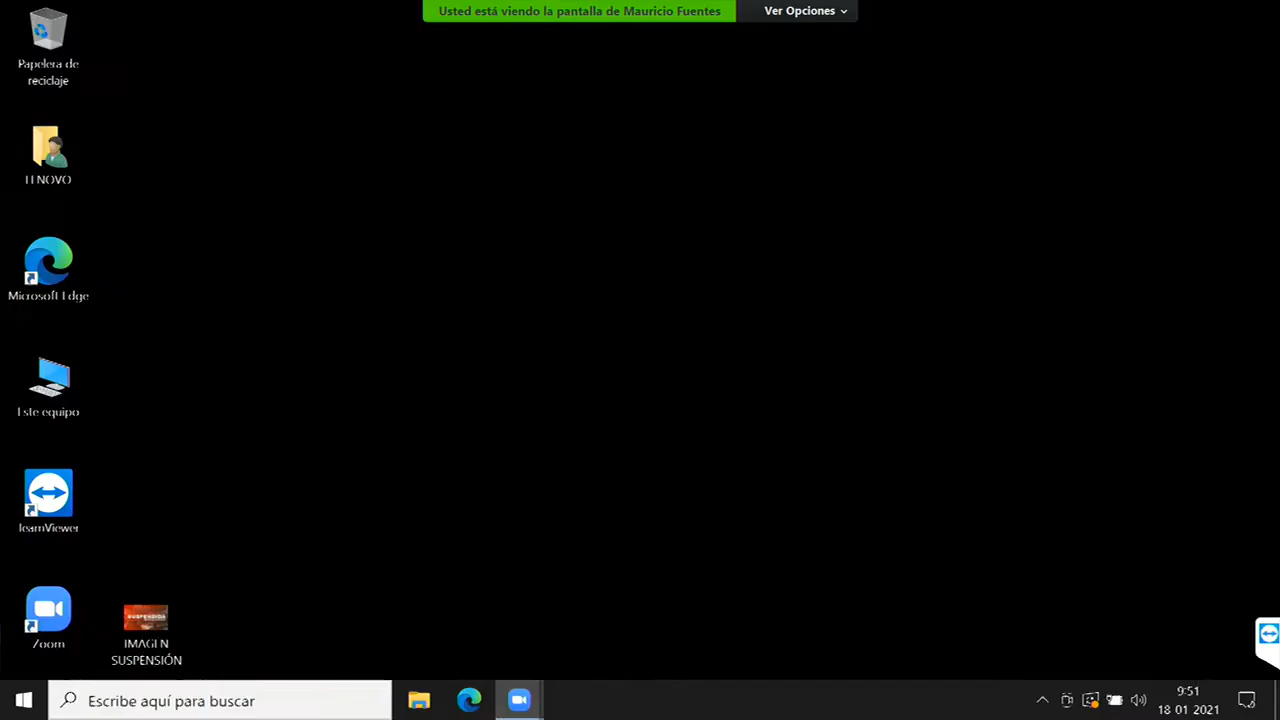 Usted está viendo la pantalla de Mauricio Fuentes
Ver Opciones
Papelera de
reciclaje
LENOVO
Microsoft Edge
Este equipo
TeamViewer
Zoom
SUSPENDIDA
IMAGEN
SUSPENSIÓN
Escribe aquí para buscar
9:51
18-01-2021